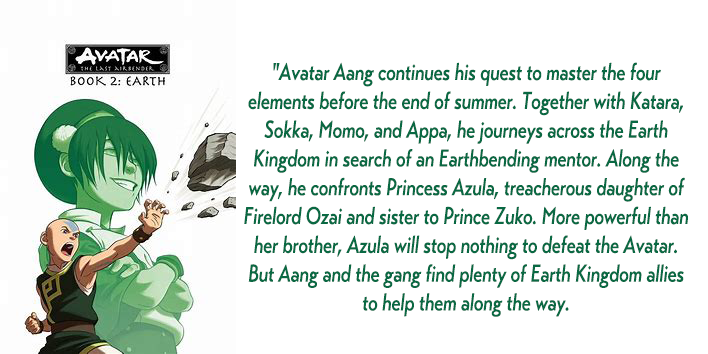 AVATAR
THE LAST AIRBENDER
BOOK 2: EARTH
"Avatar Aang continues his quest to master the four
elements before the end of summer. Together with Katara,
Sokka, Momo, and Appa, he journeys across the Earth
Kingdom in search of an Earthbending mentor. Along the
way, he confronts Princess Azula, treacherous daughter of
Firelord Ozai and sister to Prince Zuko. More powerful than
her brother, Azula will stop nothing to defeat the Avatar.
But Aang and the gang find plenty of Earth Kingdom allies
to help them along the way.